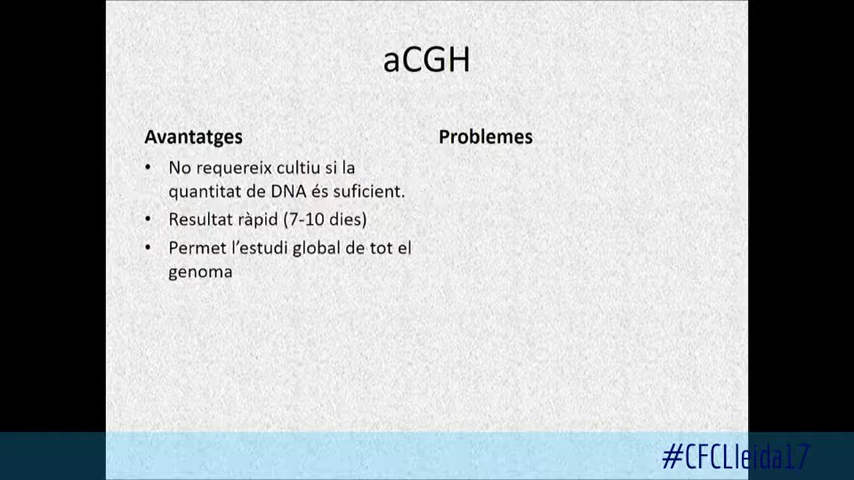 aCGH
Avantatges
Problemes
• No requereix cultiu si la
quantitat de DNA és suficient.
• Resultat ràpid (7-10 dies)
• Permet l'estudi global de tot el
genoma
#CFCLleida17